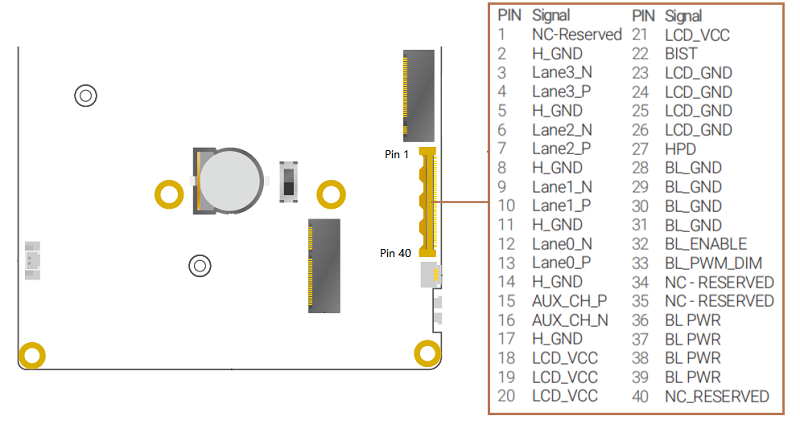 PIN Signal PIN Signal
1 NC-Reserved 21 LCD_VCC
2 H_GND 22 BIST
3 Lane3_N 23 LCD_GND
4 Lane3_P 24 LCD_GND
5 H_GND 25 LCD_GND
6 Lane2_N 26 LCD_GND
7 Lane2_P 27 HPD
8 H_GND 28 BL_GND
9 Lane1_N 29 BL_GND
10 Lane1_P 30 BL_GND
11 H_GND 31 BL_GND
12 Lane0_N 32 BL_ENABLE
13 Lane0_P 33 BL_PWM_DIM
14 H_GND 34 NC - RESERVED
15 AUX_CH_P 35 NC - RESERVED
16 AUX_CH_N 36 BL PWR
17 H_GND 37 BL PWR
18 LCD_VCC 38 BL PWR
19 LCD_VCC 39 BL PWR
20 LCD_VCC 40 NC_RESERVED
Pin 1
Pin 40